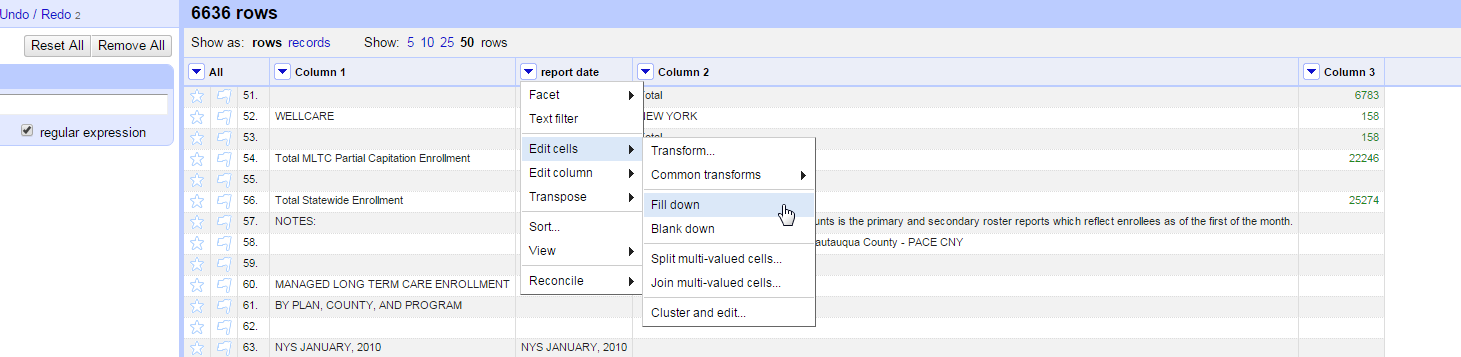 Undo / Redo 2
6636 rows
Reset All Remove All
Show as: rows records Show: 5 10 25 50 rows
All Column 1 report date Column 2 Column 3
regular expression
51. otal 6783
52. WELLCARE NEW YORK 158
53. Total 158
54. Total MLTC Partial Capitation Enrollment 22246
55.
56. Total Statewide Enrollment 25274
57. NOTES: unts is the primary and secondary roster reports which reflect enrollees as of the first of the month.
58. autauqua County - PACE CNY
59.
60. MANAGED LONG TERM CARE ENROLLMENT
61. BY PLAN, COUNTY, AND PROGRAM
62.
63. NYS JANUARY, 2010 NYS JANUARY, 2010
Facet
Text filter
Edit cells
Edit column
Transpose
Sort...
View
Reconcile
Transform...
Common transforms
Fill down
Blank down
Split multi-valued cells...
Join multi-valued cells...
Cluster and edit...